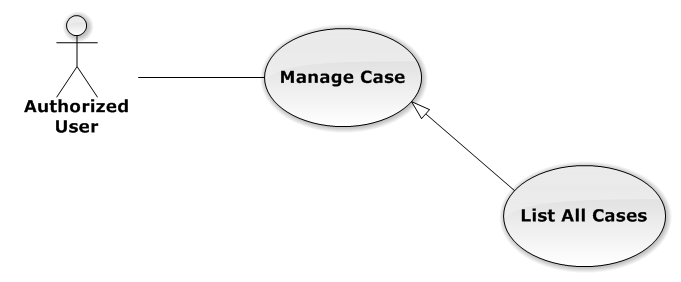 Manage Case
Authorized
User
List All Cases